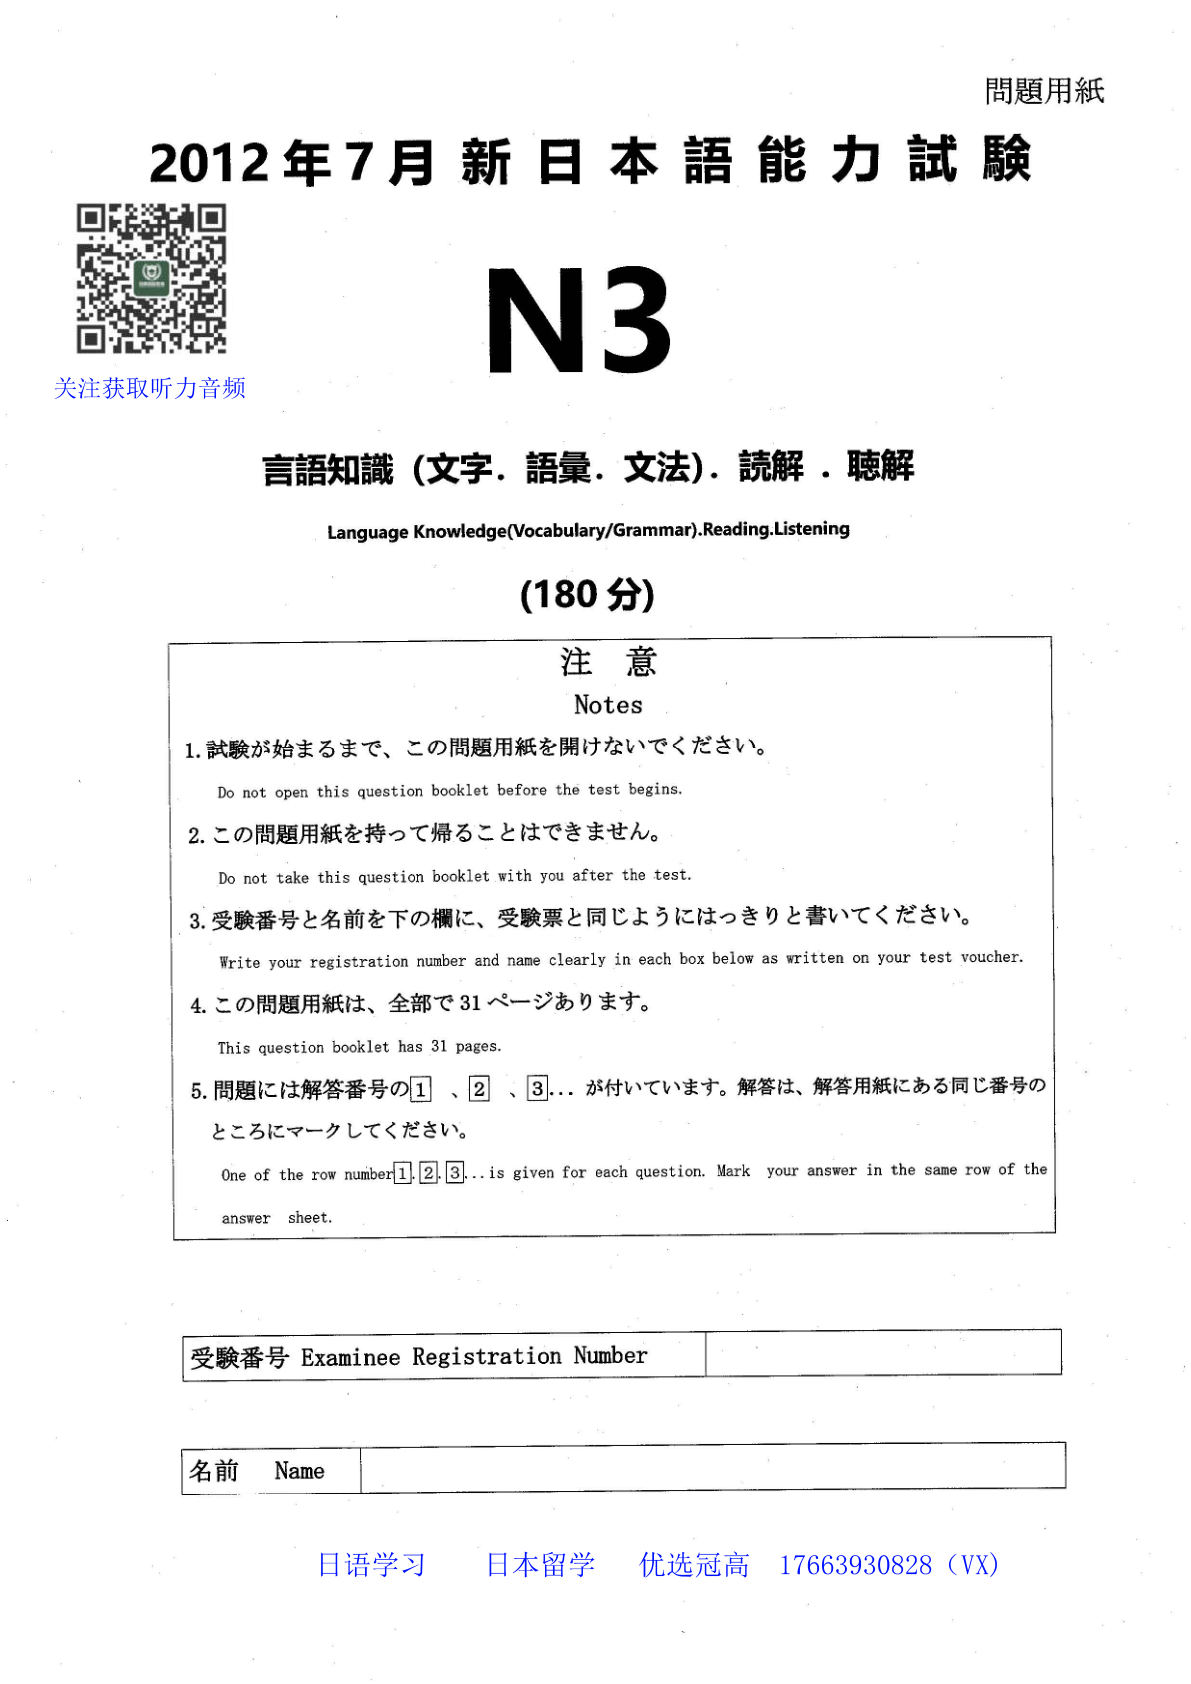 問題用紙
2012年7月新日本語能力試験
关注获取听力音频
N3
言語知識（文字．語彙．文法）．読解．聴解
Language Knowledge(Vocabulary/Grammar).Reading.Listening
(180分)
注 意
Notes
1.試験が始まるまで、この問題用紙を開けないでください。
Do not open this question booklet before the test begins.
2.この問題用紙を持って帰ることはできません。
Do not take this question booklet with you after the test.
3.受験番号と名前を下の欄に、受験票と同じようにはっきりと書いてください。
Write your registration number and name clearly in each box below as written on your test voucher.
4.この問題用紙は、全部で31ページあります。
This question booklet has 31 pages.
5.問題には解答番号の1 、2 、3... が付いています。解答は、解答用紙にある同じ番号の
ところにマークしてください。
One of the row number1.2.3...is given for each question. Mark your answer in the same row of the
answer sheet.
受験番号 Examinee Registration Number
名前 Name
日语学习 日本留学 优选冠高 17663930828（VX)